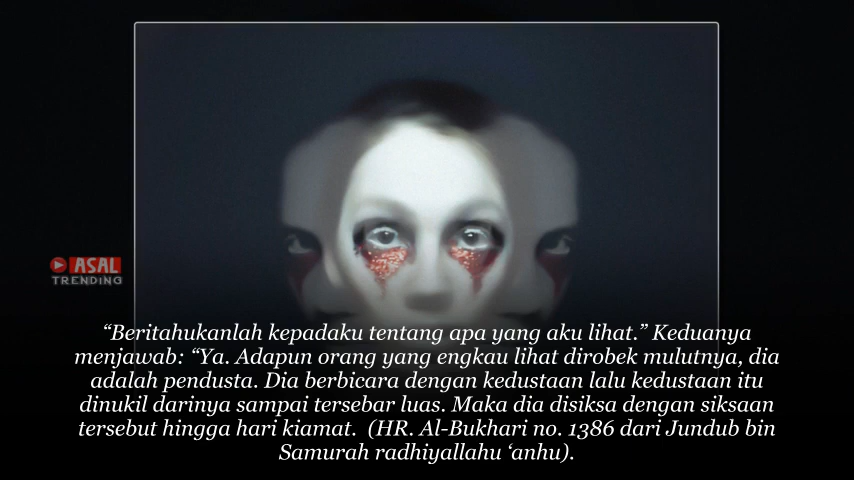 ASAL
TRENDING
“Beritahukanlah kepadaku tentang apa yang aku lihat.” Keduanya
menjawab: “Ya. Adapun orang yang engkau lihat dirobek mulutnya, dia
adalah pendusta. Dia berbicara dengan kedustaan lalu kedustaan itu
dinukil darinya sampai tersebar luas. Maka dia disiksa dengan siksaan
tersebut hingga hari kiamat.  (HR. Al-Bukhari no. 1386 dari Jundub bin
Samurah radhiyallahu ‘anhu).